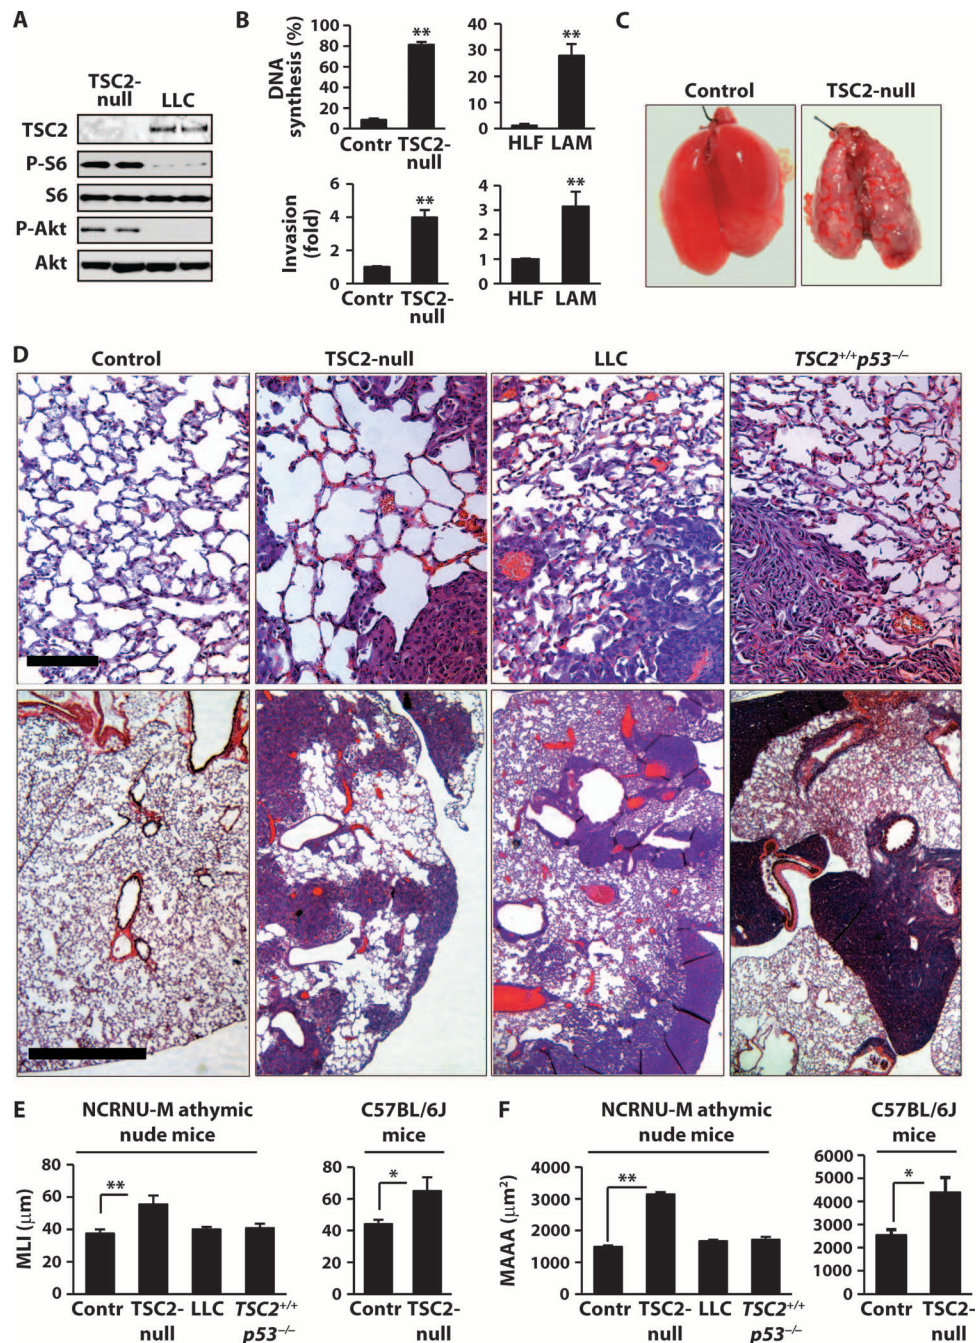 A
TSC2-
null
LLC
TSC2
P-S6
S6
P-Akt
Akt
B
DNA
synthesis (%)
100
80
60
40
20
0
**
Contr
TSC2-
null
40
30
20
10
0
**
HLF
LAM
Invasion
(fold)
6
4
2
0
**
Contr
TSC2-
null
4
3
2
1
0
**
HLF
LAM
C
Control
TSC2-null
D
Control
TSC2-null
LLC
TSC2+/+p53−/−
E
NCRNU-M athymic
nude mice
MLI (μm)
80
60
40
20
0
**
Contr
TSC2-
null
LLC
TSC2+/+
p53−/−
C57BL/6J
mice
80
60
40
20
0
*
Contr
TSC2-
null
F
NCRNU-M athymic
nude mice
MAAA (μm²)
4000
3000
2000
1000
0
**
Contr
TSC2-
null
LLC
TSC2+/+
p53−/−
C57BL/6J
mice
6000
5000
4000
3000
2000
1000
0
*
Contr
TSC2-
null